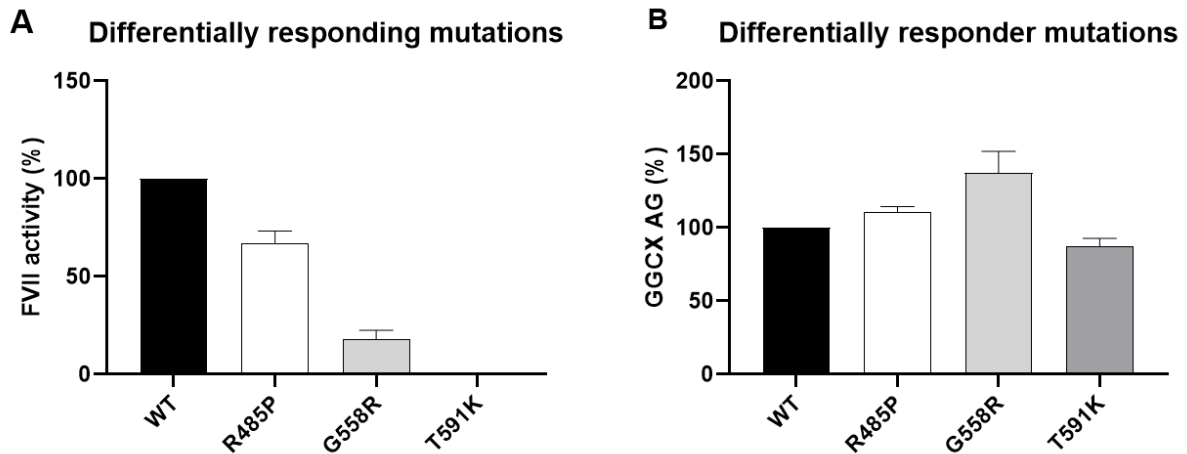 A
Differentially responding mutations
FVII activity (%)
150
100
50
0
WT
R485P
G558R
T591K
B
Differentially responder mutations
GGCX AG (%)
200
150
100
50
0
WT
R485P
G558R
T591K